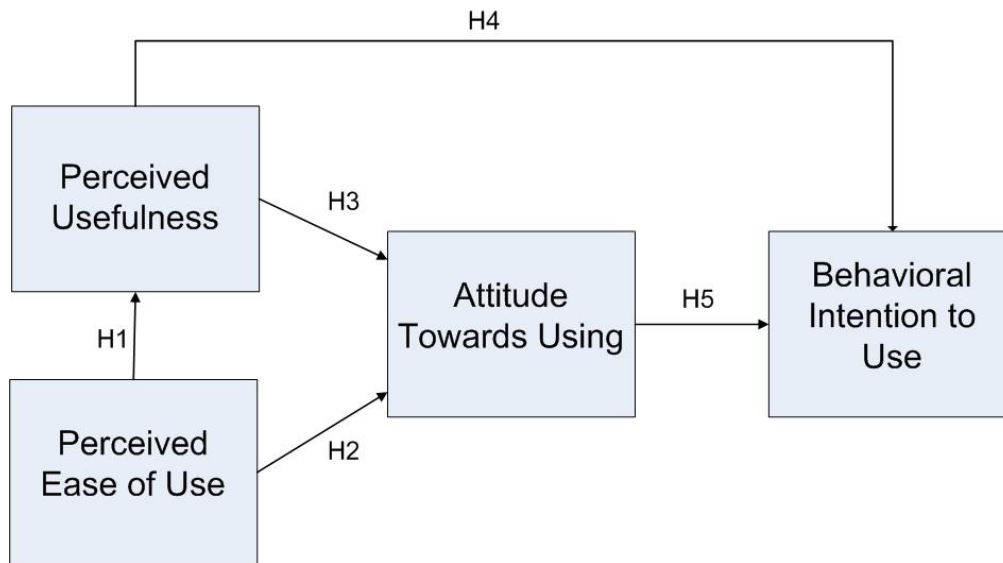 H4
Perceived
Usefulness
H3
Attitude
Towards Using
H5
Behavioral
Intention to
Use
H1
Perceived
Ease of Use
H2